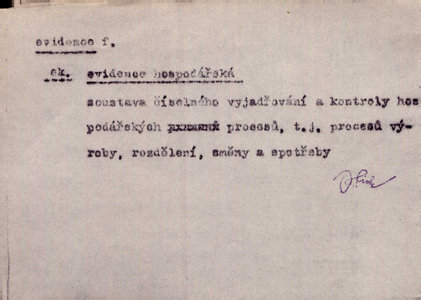 evidence f.
ek. evidence hospodářská
soustava číselného vyjadřování a kontroly hos
podářských procesů, t.j. procesů vý-
roby, rozdělení, směny a spotřeby